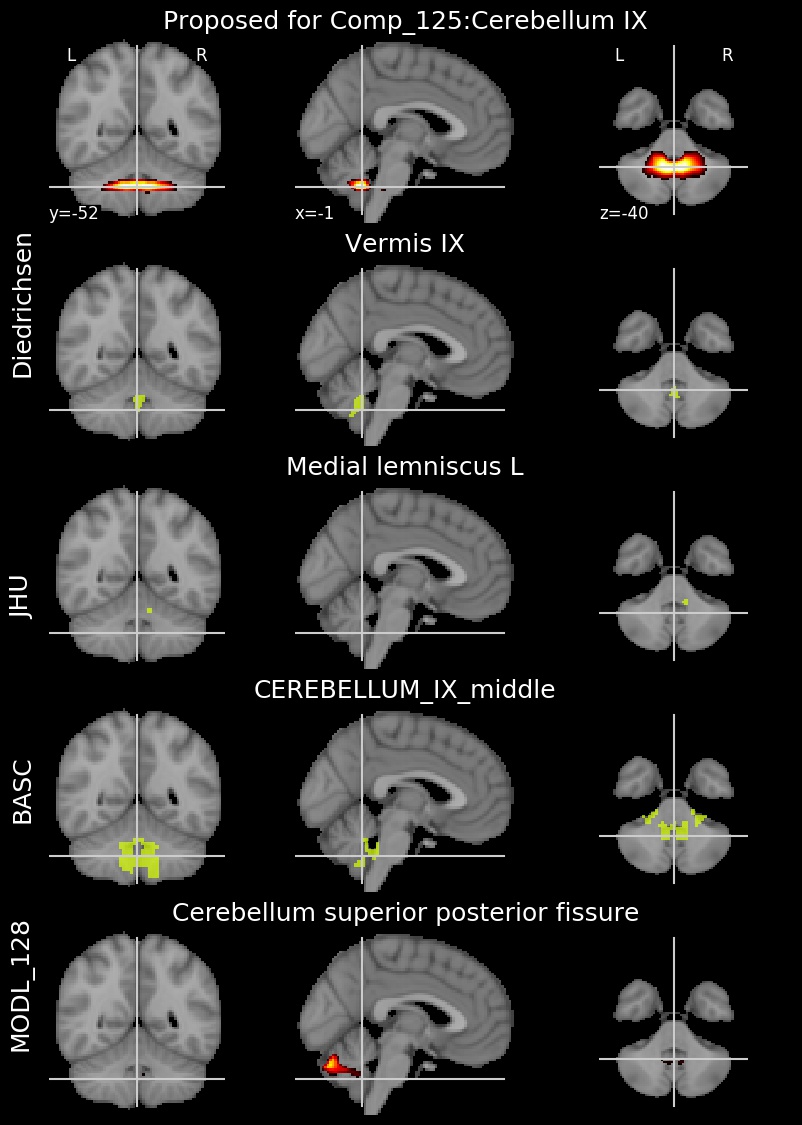 Proposed for Comp_125:Cerebellum IX
L R L R
y=-52 x=-1 z=-40
Diedrichsen
Vermis IX
JHU
Medial lemniscus L
BASC
CEREBELLUM_IX_middle
MODL_128
Cerebellum superior posterior fissure